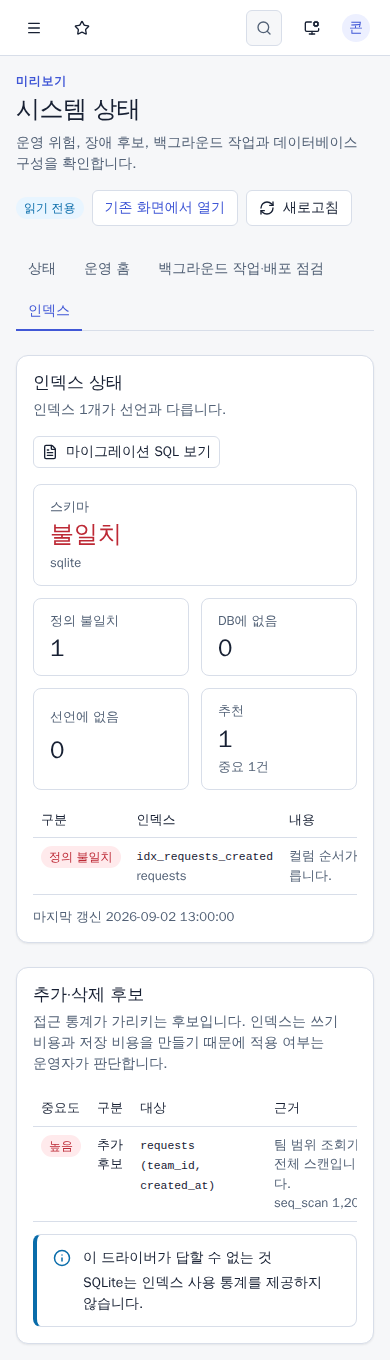 콘
미리보기
시스템 상태
운영 위험, 장애 후보, 백그라운드 작업과 데이터베이스
구성을 확인합니다.
읽기 전용
기존 화면에서 열기
새로고침
상태
운영 홈
백그라운드 작업·배포 점검
인덱스
인덱스 상태
인덱스 1개가 선언과 다릅니다.
마이그레이션 SQL 보기
스키마
불일치
sqlite
정의 불일치
1
DB에 없음
0
선언에 없음
0
추천
1
중요 1건
구분 인덱스 내용
정의 불일치 idx_requests_created 컬럼 순서가
requests 릅니다.
마지막 갱신 2026-09-02 13:00:00
추가·삭제 후보
접근 통계가 가리키는 후보입니다. 인덱스는 쓰기
비용과 저장 비용을 만들기 때문에 적용 여부는
운영자가 판단합니다.
중요도 구분 대상 근거
높음 추가 requests 팀 범위 조회가
후보 (team_id, 전체 스캔입니
created_at) 다.
seq_scan 1,20
이 드라이버가 답할 수 없는 것
SQLite는 인덱스 사용 통계를 제공하지
않습니다.